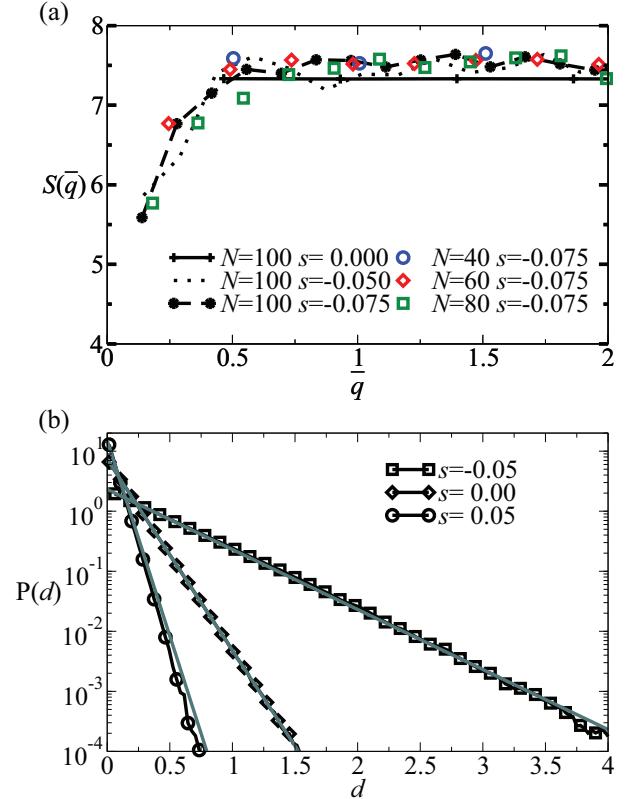 (a)
8
7
6
5
4
S(q̅)
N=100 s= 0.000
N=100 s=-0.050
N=100 s=-0.075
N=40 s=-0.075
N=60 s=-0.075
N=80 s=-0.075
0 0.5 1 1.5 2
q̅
(b)
10¹
10⁰
10⁻¹
10⁻²
10⁻³
10⁻⁴
P(d)
s=-0.05
s= 0.00
s= 0.05
0 0.5 1 1.5 2 2.5 3 3.5 4
d